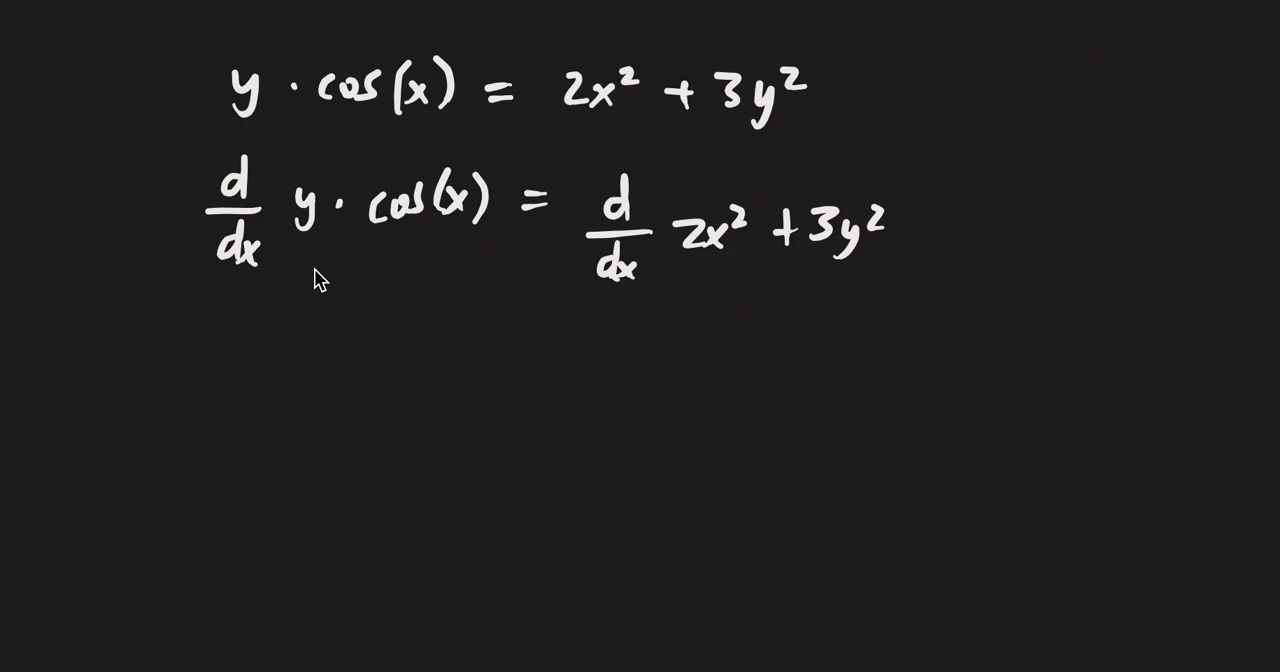 y · cos(x) = 2x² + 3y²
d/dx y · cos(x) = d/dx 2x² + 3y²